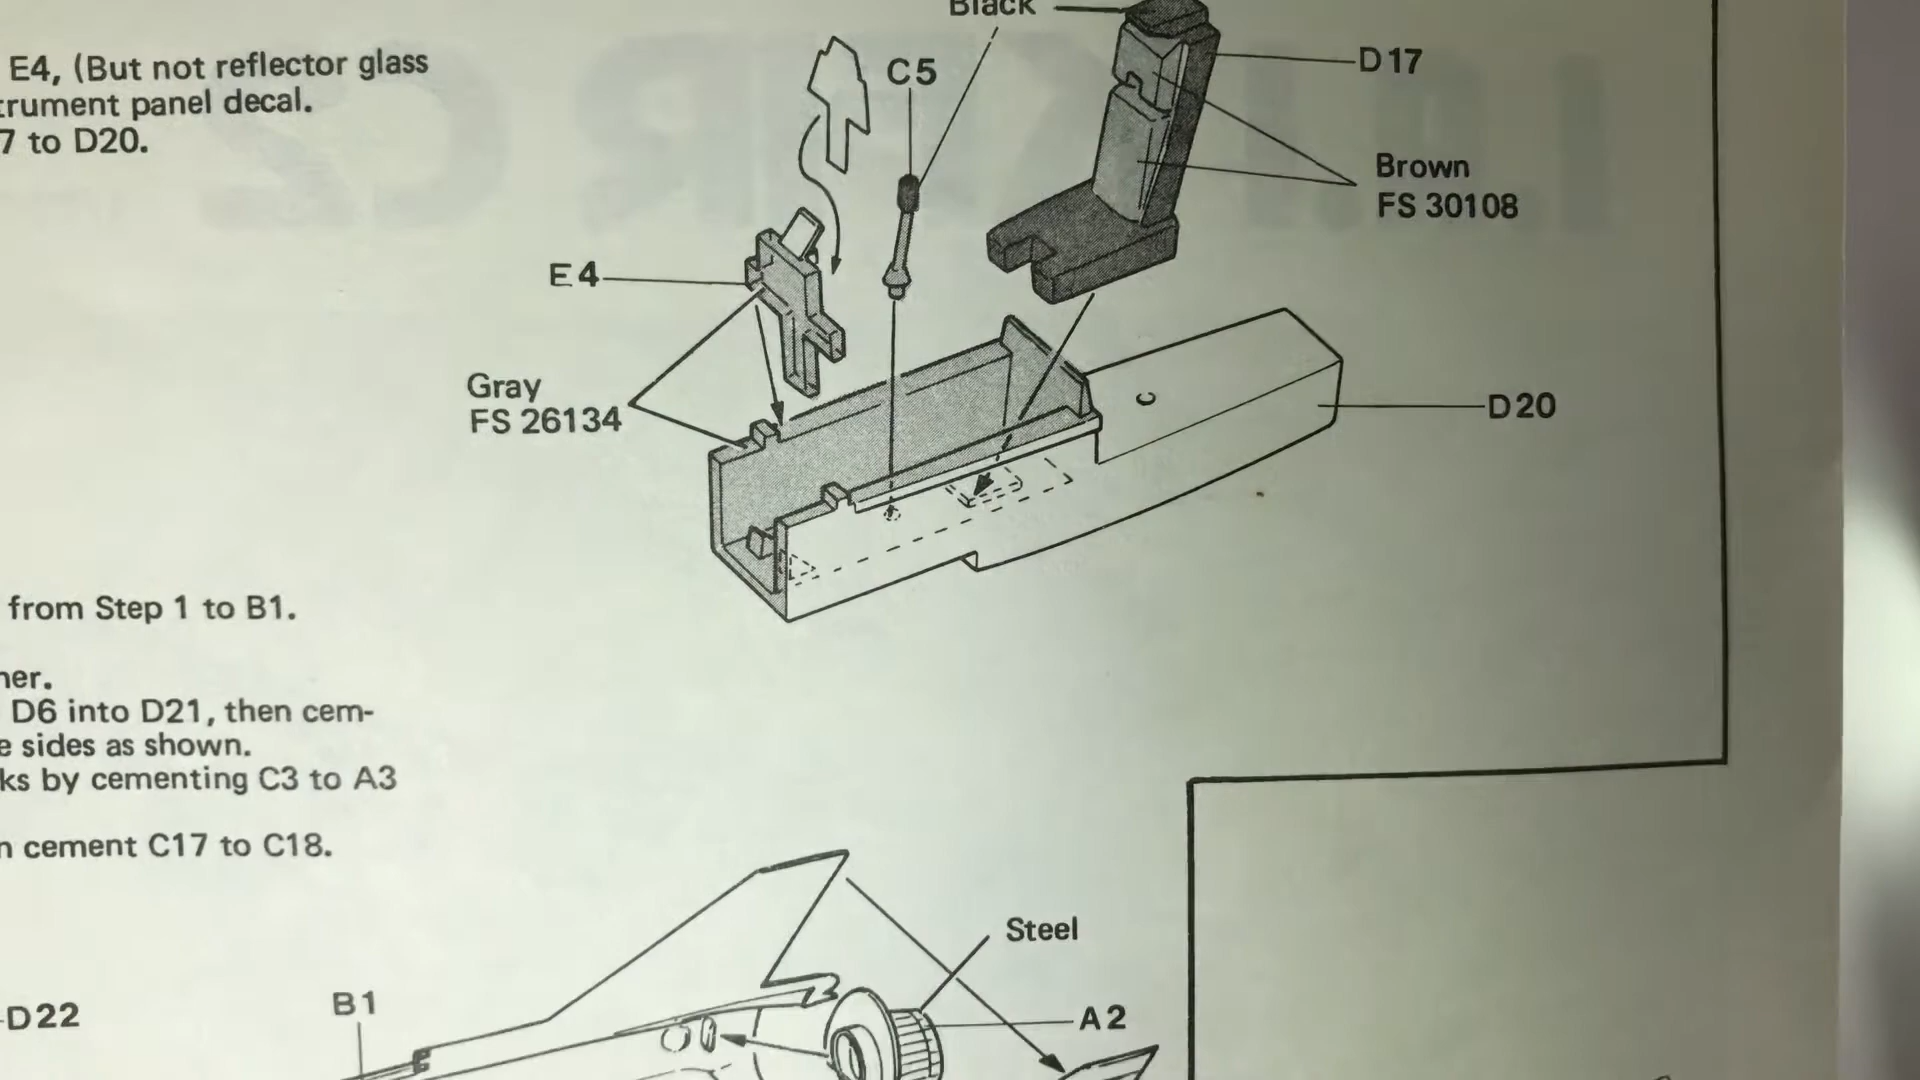 Black
E4, (But not reflector glass
trument panel decal.
7 to D20.
C5
D17
Brown
FS 30108
E4
Gray
FS 26134
C
D20
from Step 1 to B1.
her.
D6 into D21, then cem-
e sides as shown.
ks by cementing C3 to A3
n cement C17 to C18.
Steel
B1
D22
A2